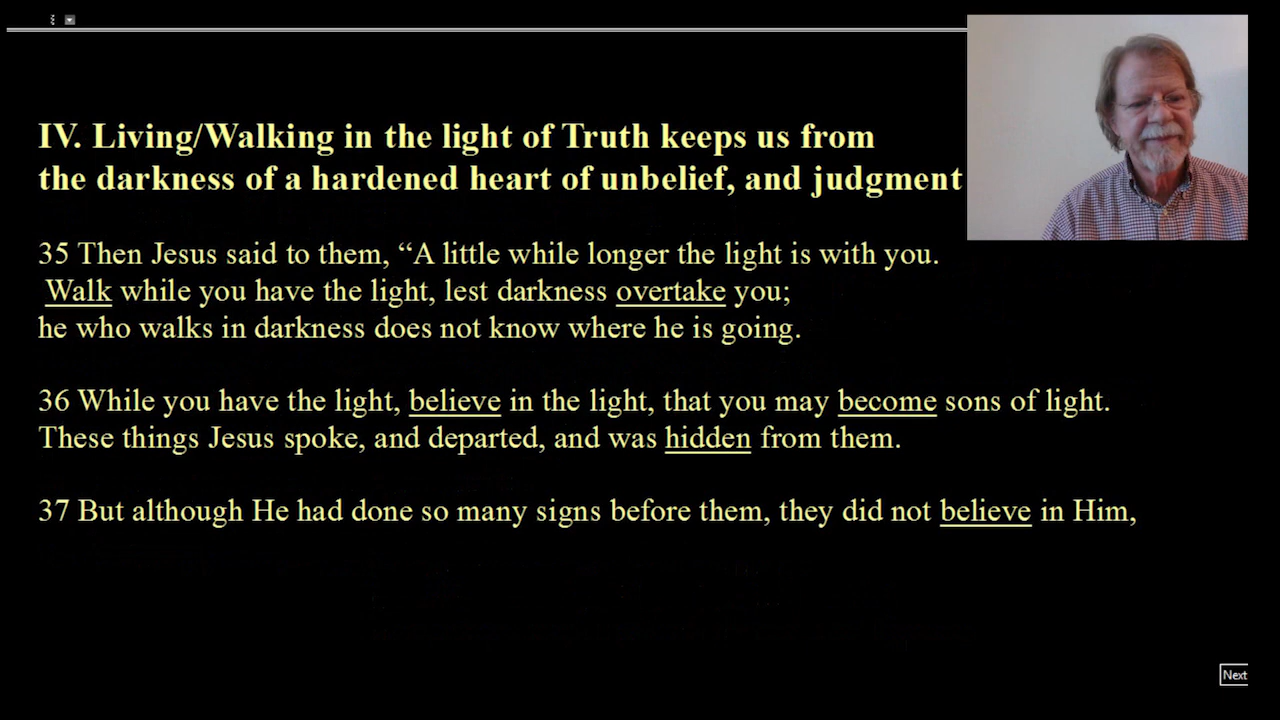 IV. Living/Walking in the light of Truth keeps us from
the darkness of a hardened heart of unbelief, and judgment
35 Then Jesus said to them, “A little while longer the light is with you.
Walk while you have the light, lest darkness overtake you;
he who walks in darkness does not know where he is going.
36 While you have the light, believe in the light, that you may become sons of light.
These things Jesus spoke, and departed, and was hidden from them.
37 But although He had done so many signs before them, they did not believe in Him,
Next